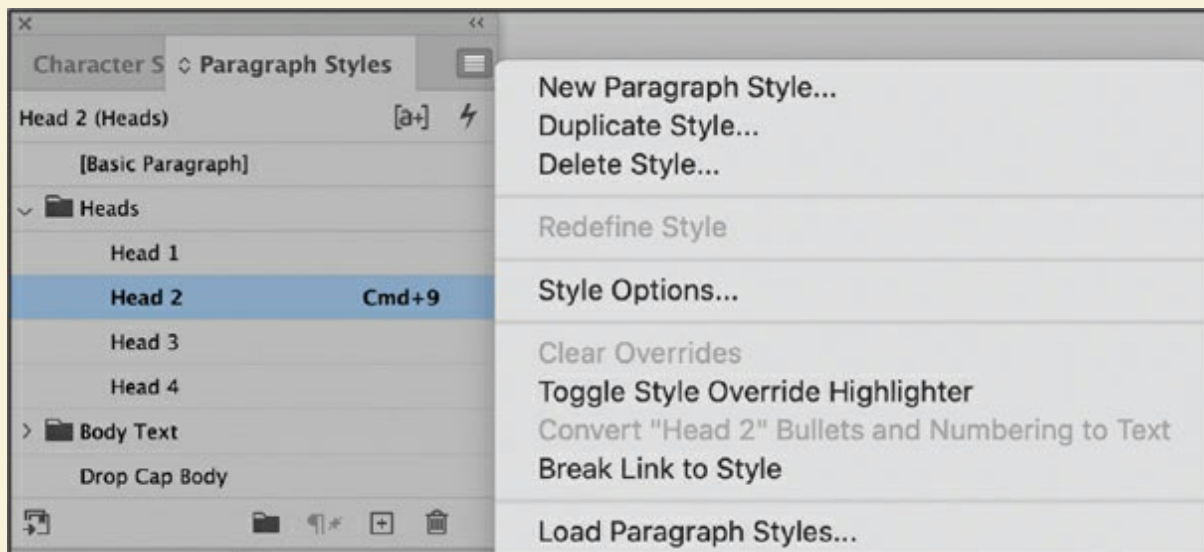 Character S Paragraph Styles
Head 2 (Heads) [a+]
[Basic Paragraph]
Heads
Head 1
Head 2 Cmd+9
Head 3
Head 4
Body Text
Drop Cap Body
New Paragraph Style...
Duplicate Style...
Delete Style...
Redefine Style
Style Options...
Clear Overrides
Toggle Style Override Highlighter
Convert "Head 2" Bullets and Numbering to Text
Break Link to Style
Load Paragraph Styles...